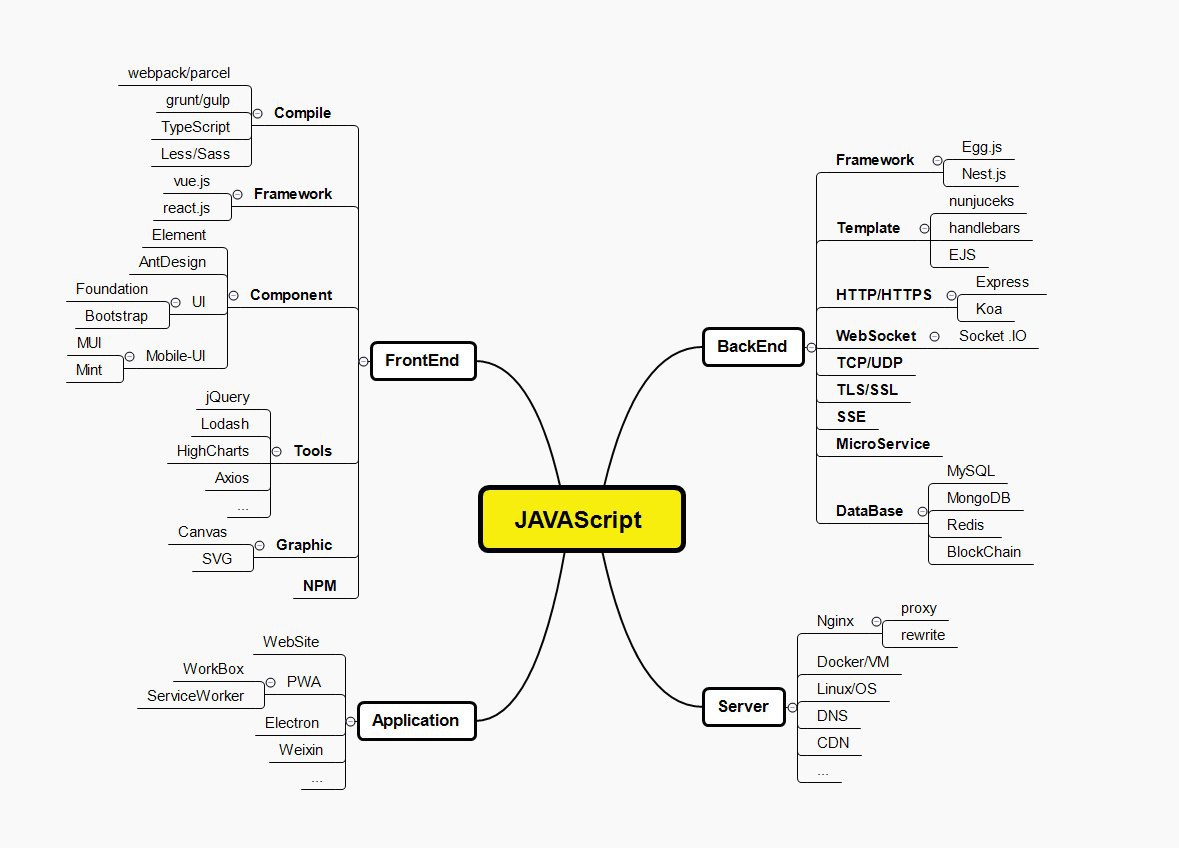 JAVAScript
FrontEnd
Compile
webpack/parcel
grunt/gulp
TypeScript
Less/Sass
Framework
vue.js
react.js
Component
Element
AntDesign
UI
Foundation
Bootstrap
Mobile-UI
MUI
Mint
Tools
jQuery
Lodash
HighCharts
Axios
...
Graphic
Canvas
SVG
NPM
Application
WebSite
PWA
WorkBox
ServiceWorker
Electron
Weixin
...
BackEnd
Framework
Egg.js
Nest.js
Template
nunjuceks
handlebars
EJS
HTTP/HTTPS
Express
Koa
WebSocket
Socket .IO
TCP/UDP
TLS/SSL
SSE
MicroService
DataBase
MySQL
MongoDB
Redis
BlockChain
Server
Nginx
proxy
rewrite
Docker/VM
Linux/OS
DNS
CDN
...